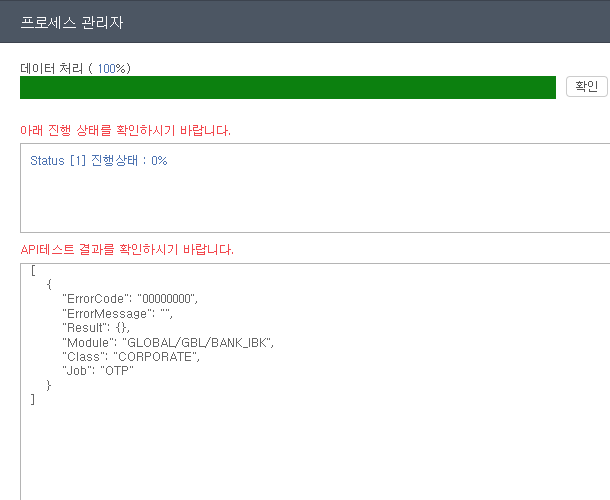 프로세스 관리자
데이터 처리 ( 100%)
확인
아래 진행 상태를 확인하시기 바랍니다.
Status [1] 진행상태 : 0%
API테스트 결과를 확인하시기 바랍니다.
[
{
"ErrorCode": "00000000",
"ErrorMessage": "",
"Result": {},
"Module": "GLOBAL/GBL/BANK_IBK",
"Class": "CORPORATE",
"Job": "OTP"
}
]